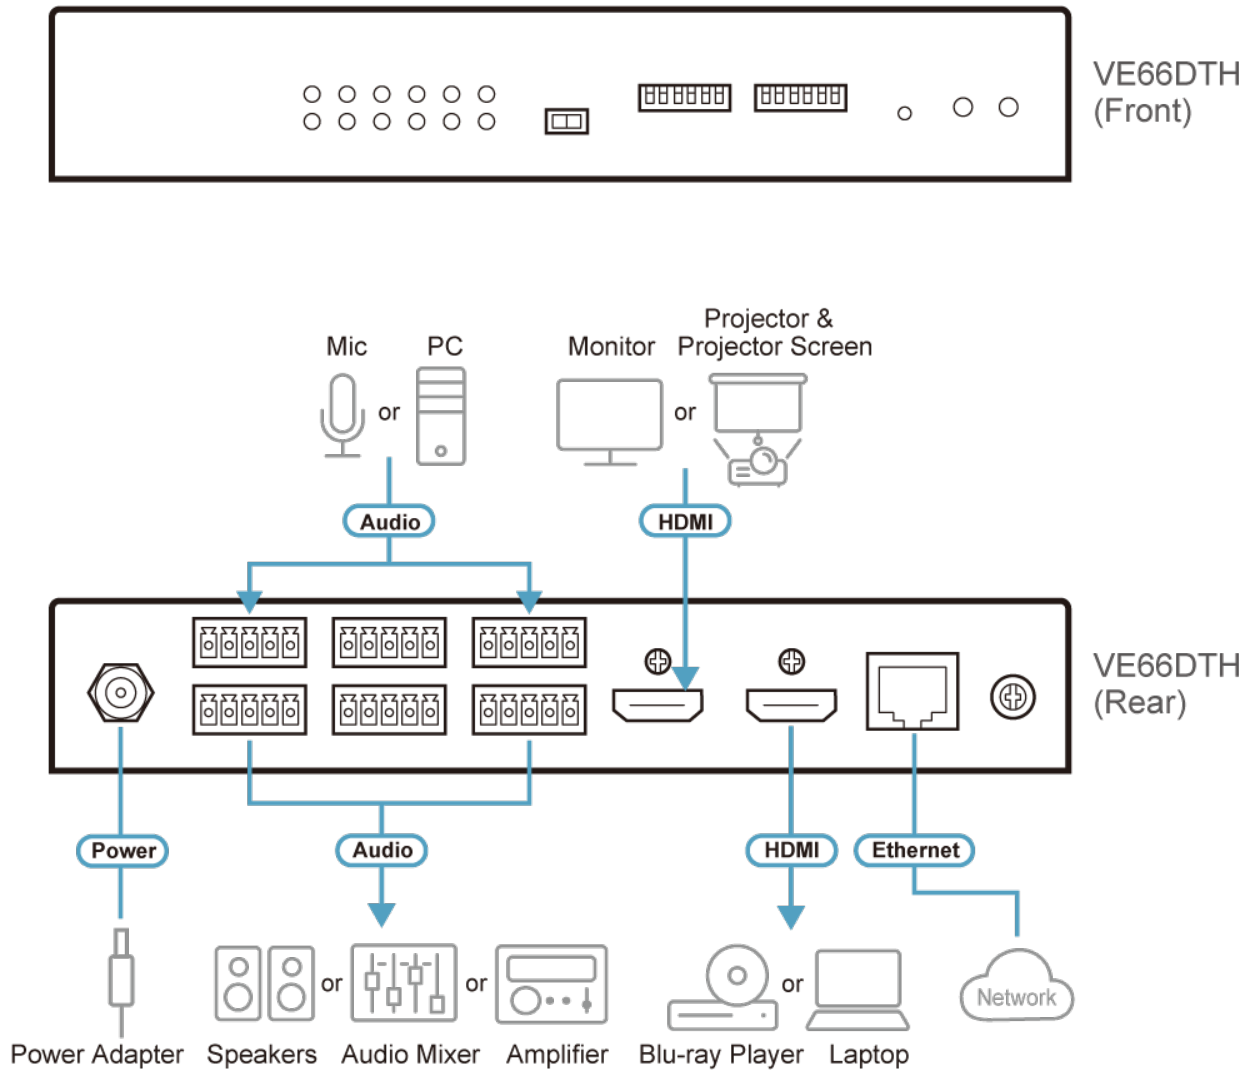 VE66DTH
(Front)
Projector &
Mic PC Monitor Projector Screen
or or
Audio HDMI
VE66DTH
(Rear)
Power Audio HDMI Ethernet
or or or Network
Power Adapter Speakers Audio Mixer Amplifier Blu-ray Player Laptop